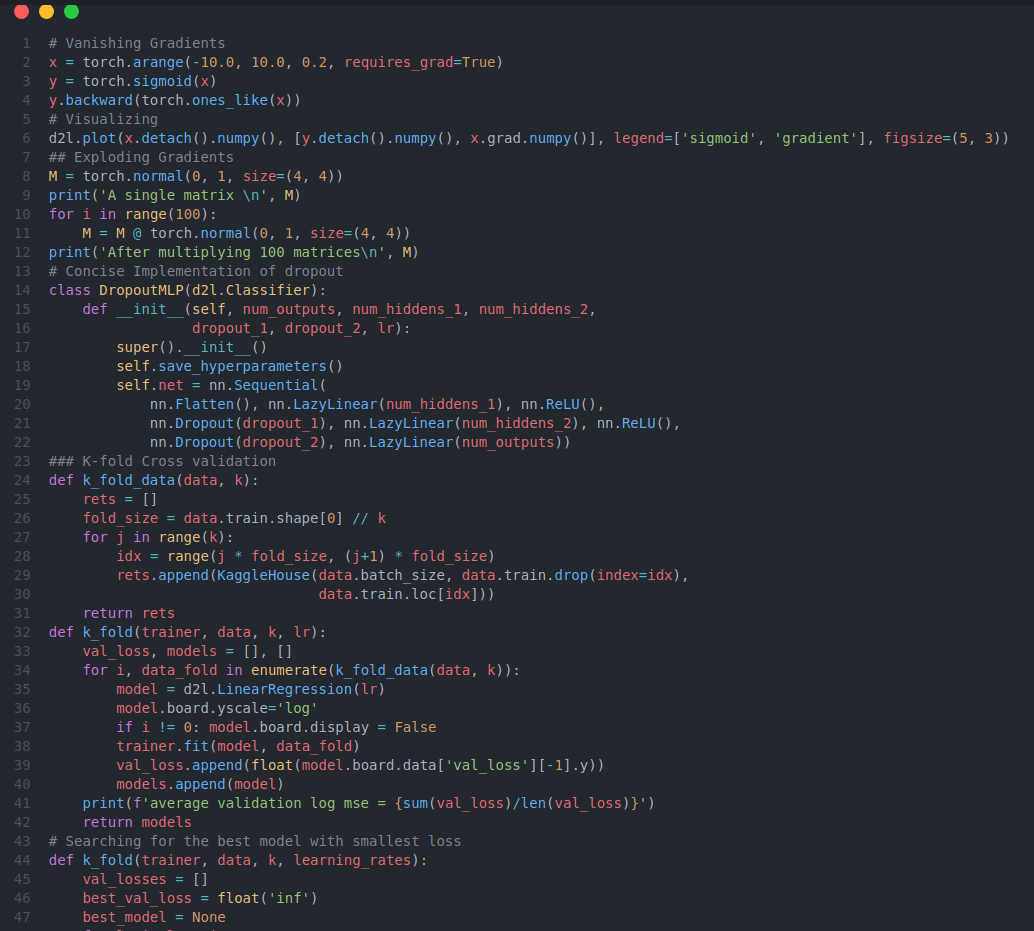 1 # Vanishing Gradients
2 x = torch.arange(-10.0, 10.0, 0.2, requires_grad=True)
3 y = torch.sigmoid(x)
4 y.backward(torch.ones_like(x))
5 # Visualizing
6 d2l.plot(x.detach().numpy(), [y.detach().numpy(), x.grad.numpy()], legend=['sigmoid', 'gradient'], figsize=(5, 3))
7 ## Exploding Gradients
8 M = torch.normal(0, 1, size=(4, 4))
9 print('A single matrix \n', M)
10 for i in range(100):
11     M = M @ torch.normal(0, 1, size=(4, 4))
12 print('After multiplying 100 matrices\n', M)
13 # Concise Implementation of dropout
14 class DropoutMLP(d2l.Classifier):
15     def __init__(self, num_outputs, num_hiddens_1, num_hiddens_2,
16                  dropout_1, dropout_2, lr):
17         super().__init__()
18         self.save_hyperparameters()
19         self.net = nn.Sequential(
20             nn.Flatten(), nn.LazyLinear(num_hiddens_1), nn.ReLU(),
21             nn.Dropout(dropout_1), nn.LazyLinear(num_hiddens_2), nn.ReLU(),
22             nn.Dropout(dropout_2), nn.LazyLinear(num_outputs))
23 ### K-fold Cross validation
24 def k_fold_data(data, k):
25     rets = []
26     fold_size = data.train.shape[0] // k
27     for j in range(k):
28         idx = range(j * fold_size, (j+1) * fold_size)
29         rets.append(KaggleHouse(data.batch_size, data.train.drop(index=idx),
30                                 data.train.loc[idx]))
31     return rets
32 def k_fold(trainer, data, k, lr):
33     val_loss, models = [], []
34     for i, data_fold in enumerate(k_fold_data(data, k)):
35         model = d2l.LinearRegression(lr)
36         model.board.yscale='log'
37         if i != 0: model.board.display = False
38         trainer.fit(model, data_fold)
39         val_loss.append(float(model.board.data['val_loss'][-1].y))
40         models.append(model)
41     print(f'average validation log mse = {sum(val_loss)/len(val_loss)}')
42     return models
43 # Searching for the best model with smallest loss
44 def k_fold(trainer, data, k, learning_rates):
45     val_losses = []
46     best_val_loss = float('inf')
47     best_model = None